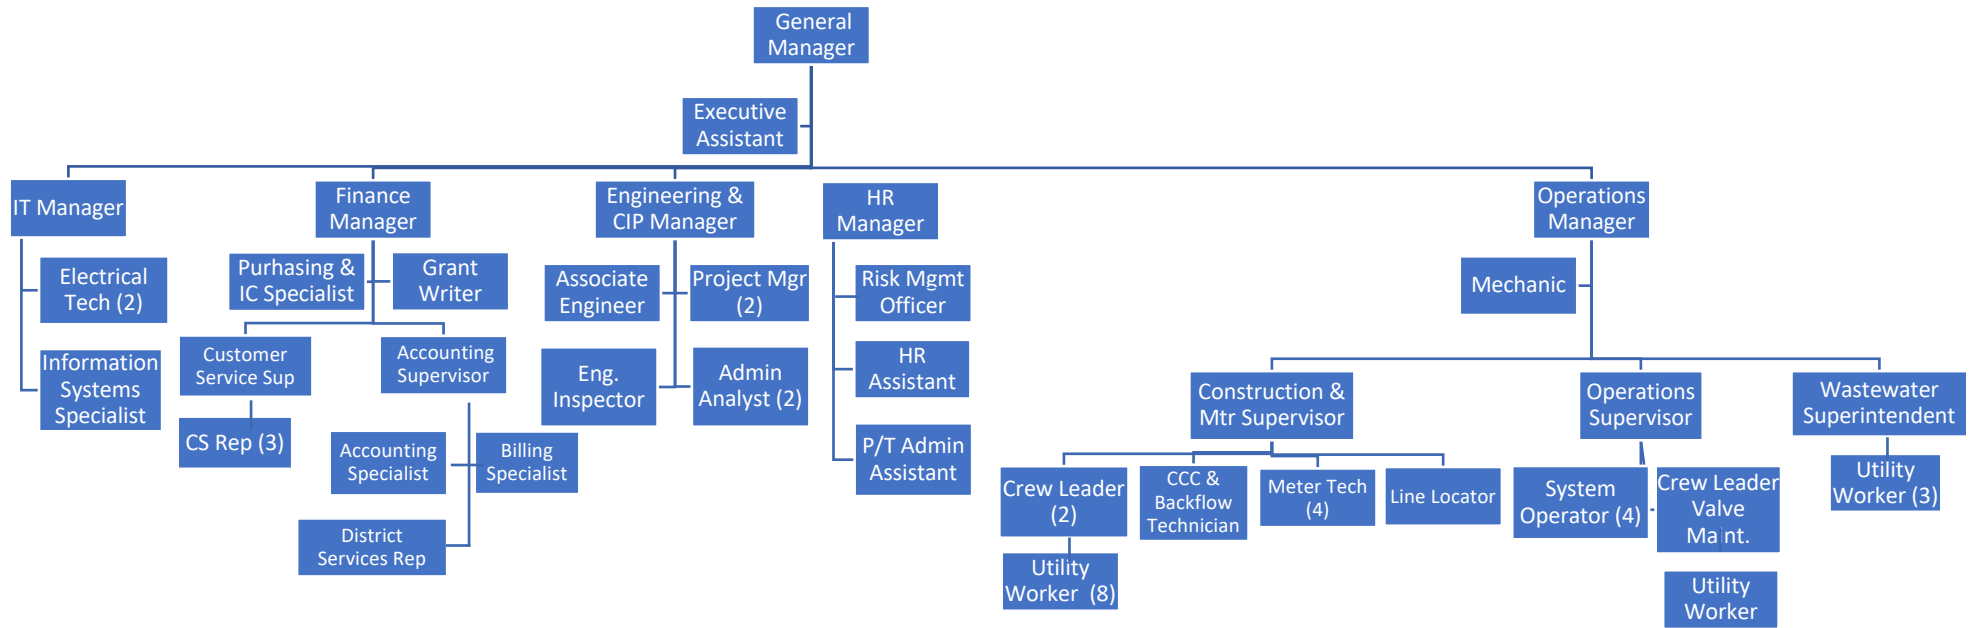 General
Manager
Executive
Assistant
IT Manager
Finance
Manager
Engineering &
CIP Manager
HR
Manager
Operations
Manager
Electrical
Tech (2)
Information
Systems
Specialist
Purhasing &
IC Specialist
Grant
Writer
Customer
Service Sup
CS Rep (3)
Accounting
Supervisor
Accounting
Specialist
Billing
Specialist
District
Services Rep
Associate
Engineer
Project Mgr
(2)
Eng.
Inspector
Admin
Analyst (2)
Risk Mgmt
Officer
HR
Assistant
P/T Admin
Assistant
Mechanic
Construction &
Mtr Supervisor
Operations
Supervisor
Wastewater
Superintendent
Crew Leader
(2)
Utility
Worker (8)
CCC &
Backflow
Technician
Meter Tech
(4)
Line Locator
System
Operator (4)
Crew Leader
Valve
Maint.
Utility
Worker
Utility
Worker (3)